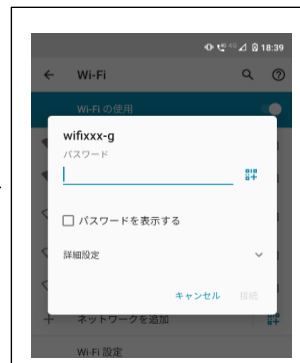 4G 18:39
Wi-Fi
Wi-Fi の使用
wifixxx-g
パスワード
パスワードを表示する
詳細設定
キャンセル 接続
ネットワークを追加
Wi-Fi 設定